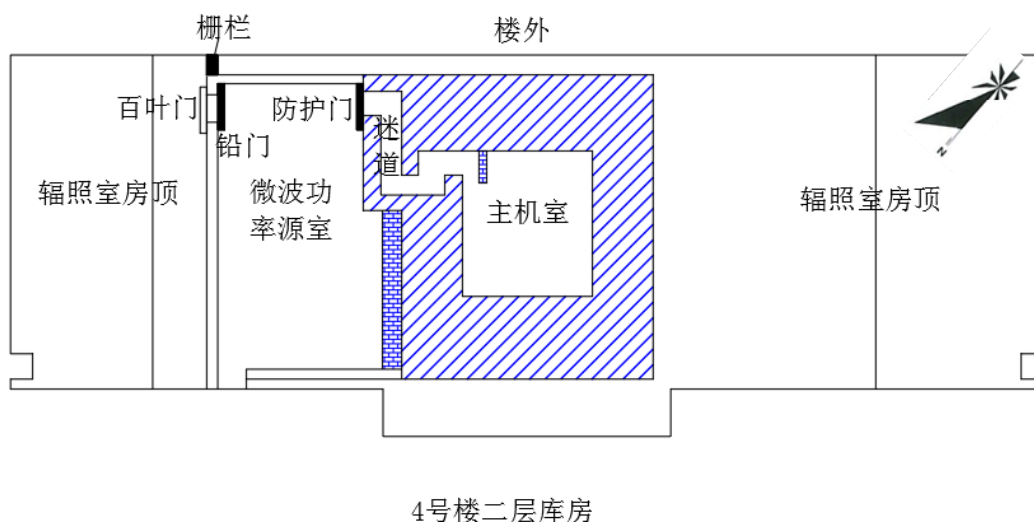 栅栏
楼外
百叶门
防护门
迷道
铅门
辐照室房顶
微波功
率源室
主机室
辐照室房顶
N
4号楼二层库房